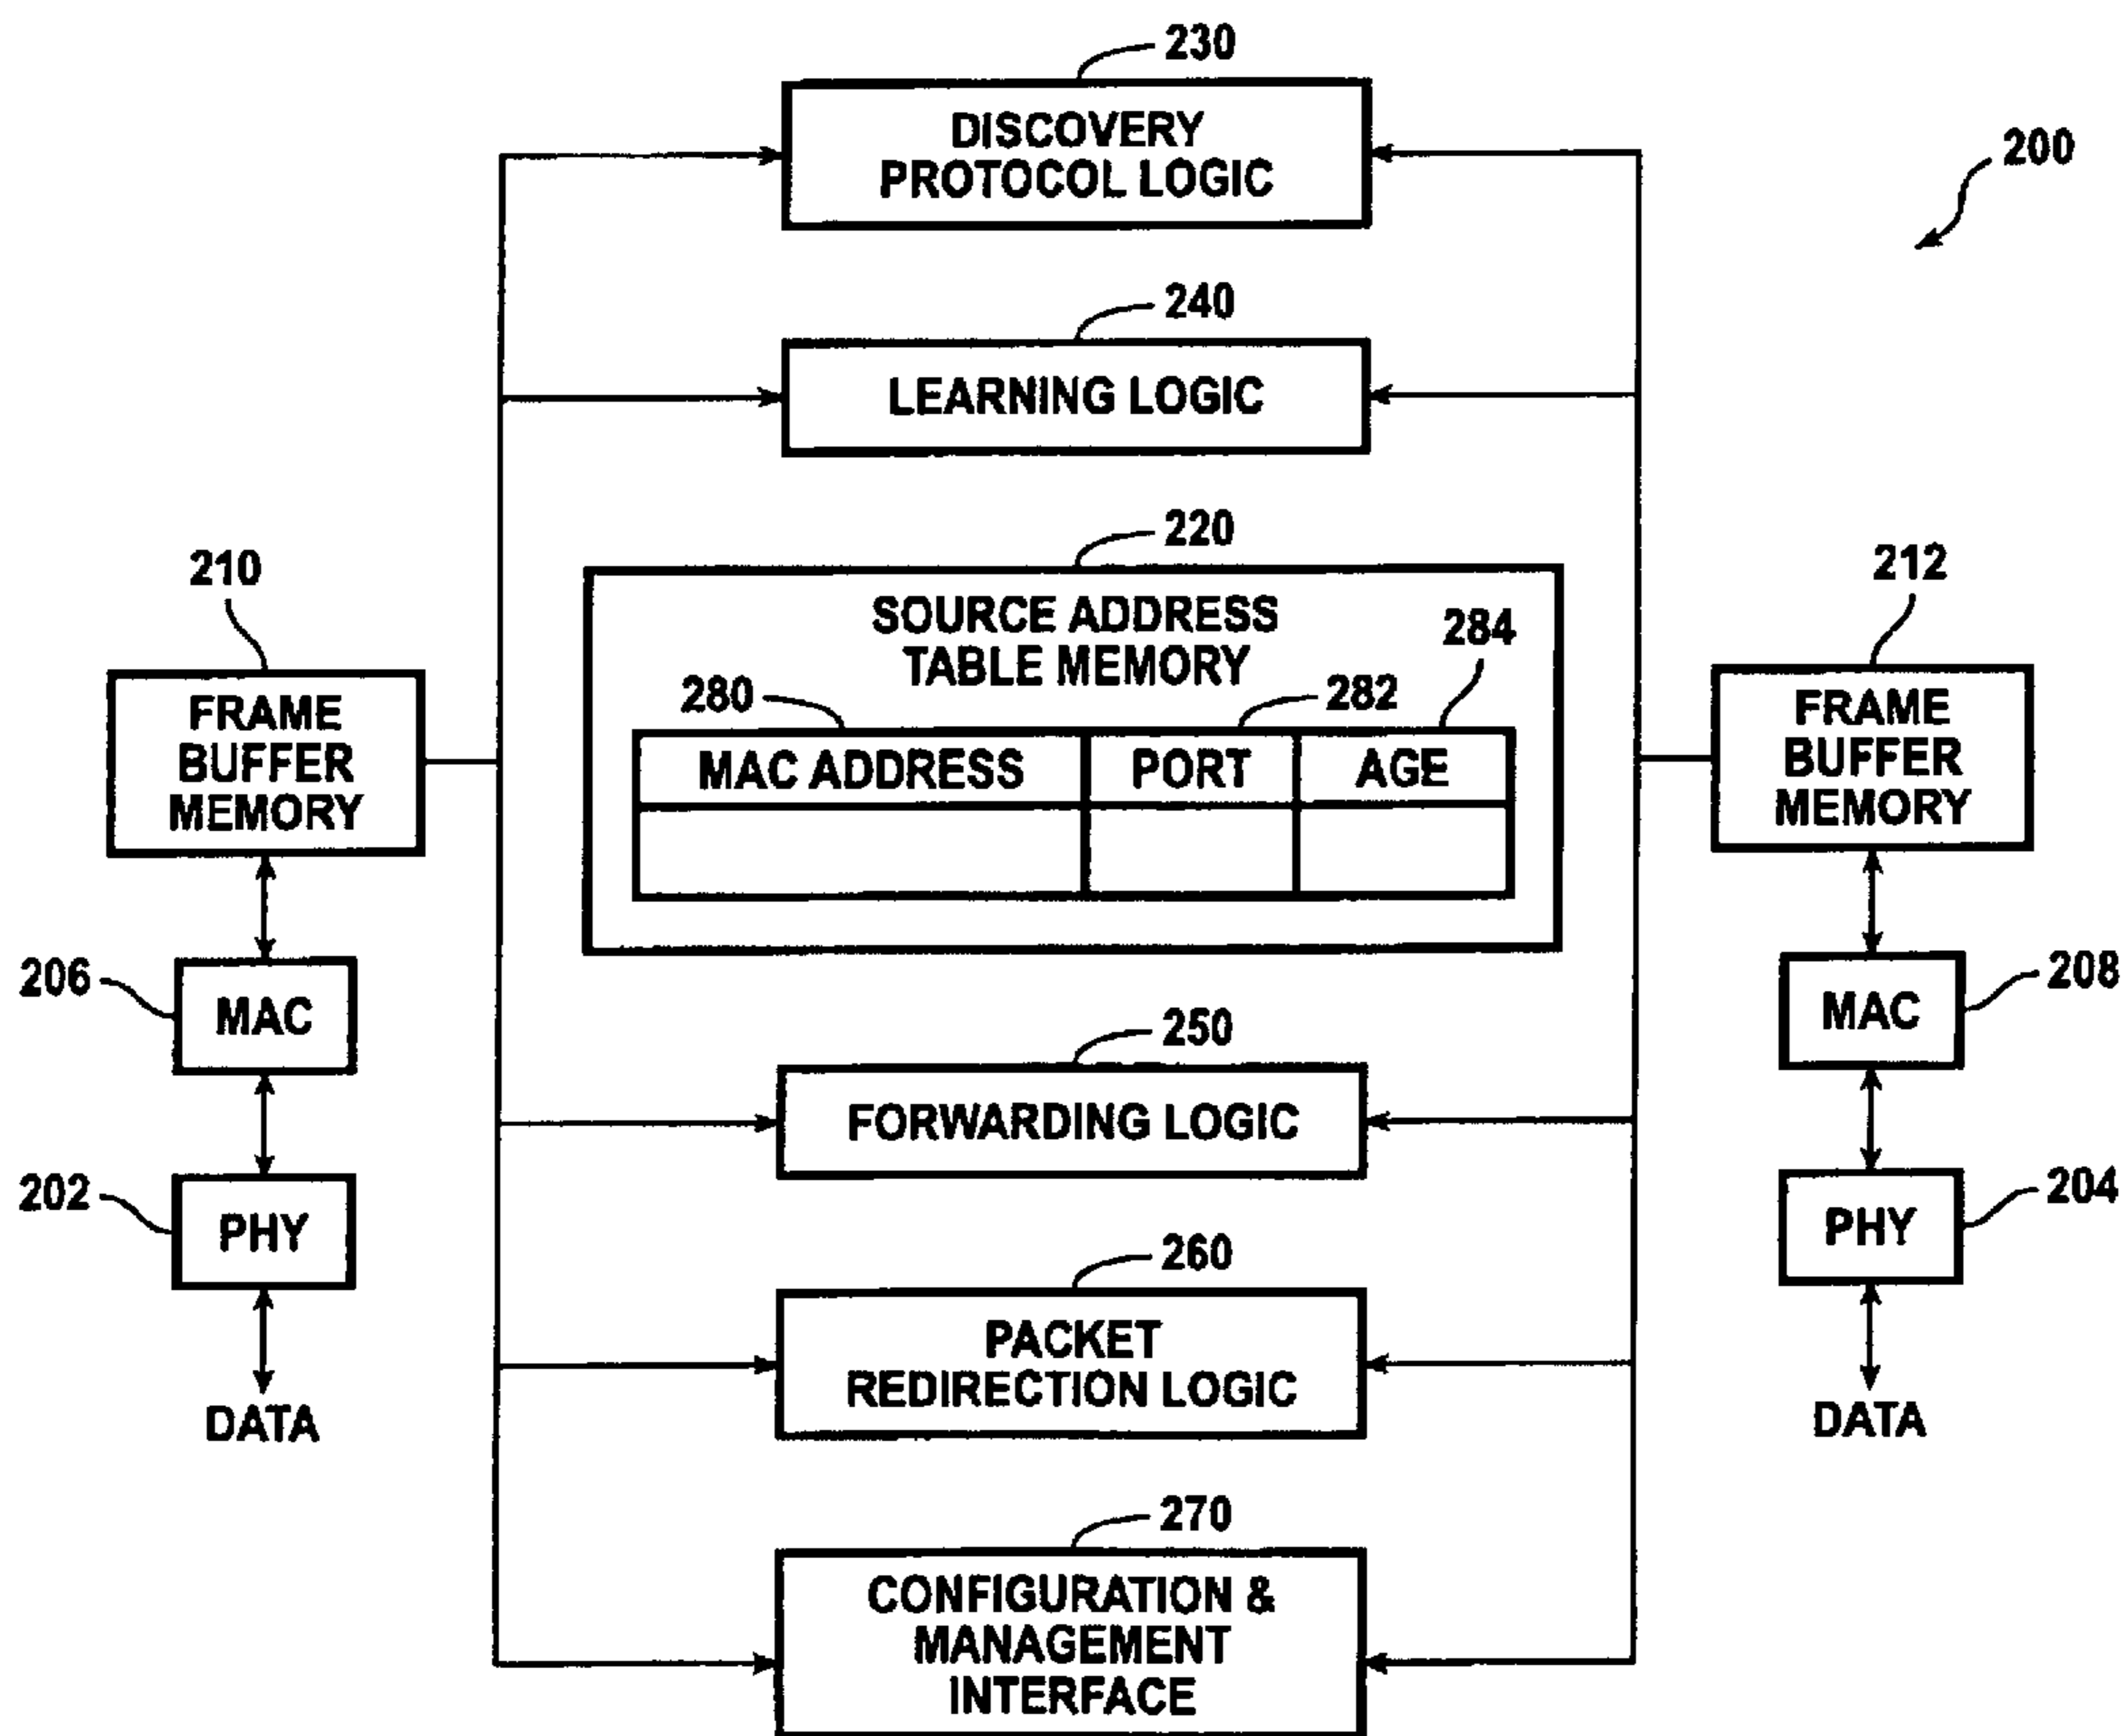 230
DISCOVERY
PROTOCOL LOGIC
200
240
LEARNING LOGIC
220
210
212
SOURCE ADDRESS
TABLE MEMORY
284
280
282
FRAME
BUFFER
MEMORY
MAC ADDRESS
PORT
AGE
FRAME
BUFFER
MEMORY
206
MAC
208
MAC
250
FORWARDING LOGIC
202
PHY
204
PHY
260
PACKET
REDIRECTION LOGIC
DATA
DATA
270
CONFIGURATION &
MANAGEMENT
INTERFACE